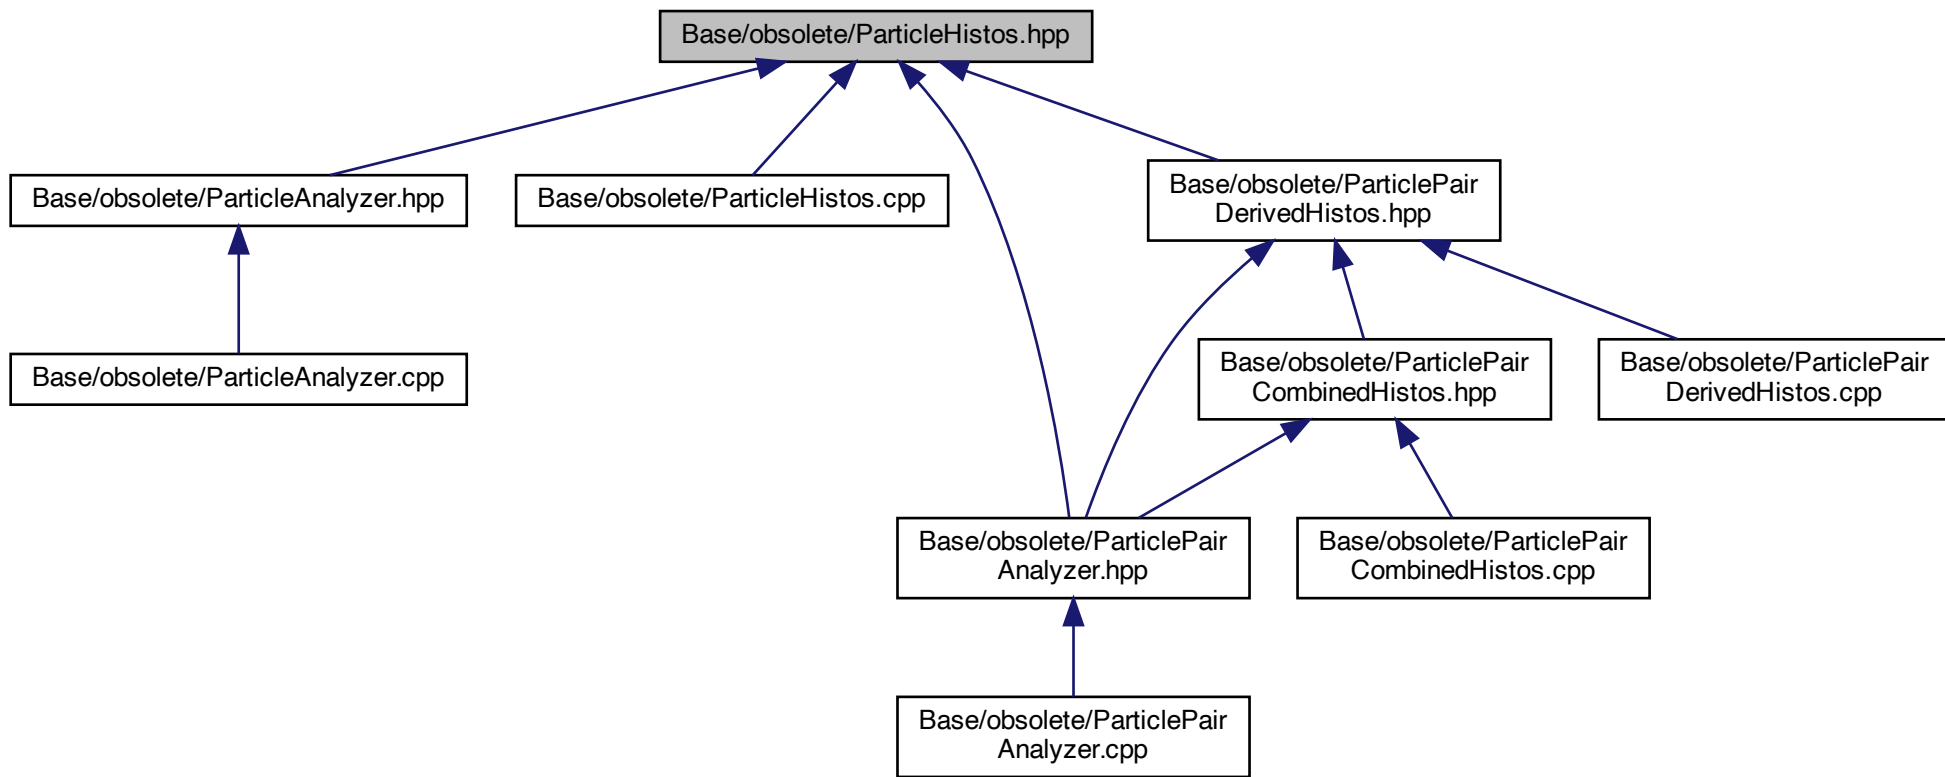 Base/obsolete/ParticleHistos.hpp
Base/obsolete/ParticleAnalyzer.hpp
Base/obsolete/ParticleHistos.cpp
Base/obsolete/ParticlePair
DerivedHistos.hpp
Base/obsolete/ParticleAnalyzer.cpp
Base/obsolete/ParticlePair
CombinedHistos.hpp
Base/obsolete/ParticlePair
DerivedHistos.cpp
Base/obsolete/ParticlePair
Analyzer.hpp
Base/obsolete/ParticlePair
CombinedHistos.cpp
Base/obsolete/ParticlePair
Analyzer.cpp